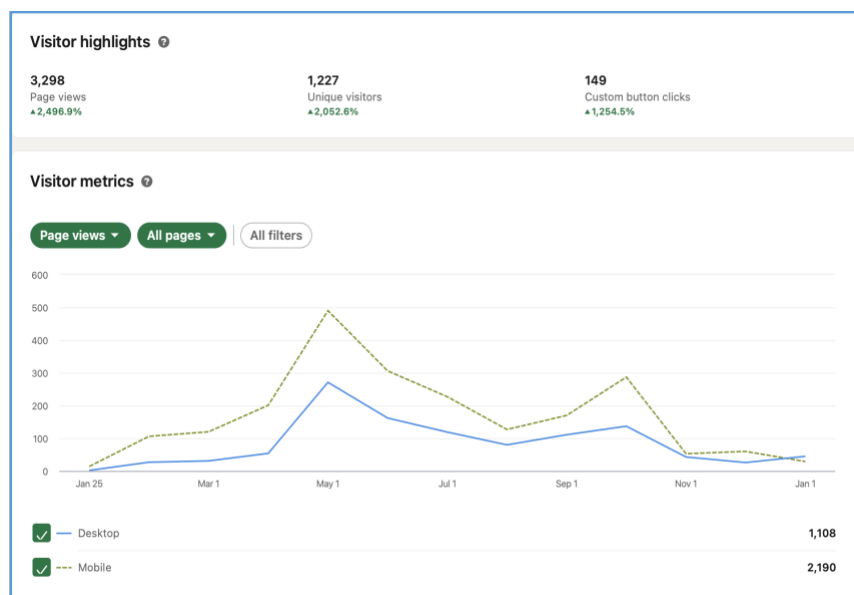 Visitor highlights ?
3,298 1,227 149
Page views Unique visitors Custom button clicks
▲2,496.9% ▲2,052.6% ▲1,254.5%
Visitor metrics ?
Page views ▼ All pages ▼ All filters
600
500
400
300
200
100
0
Jan 25 Mar 1 May 1 Jul 1 Sep 1 Nov 1 Jan 1
Desktop 1,108
Mobile 2,190